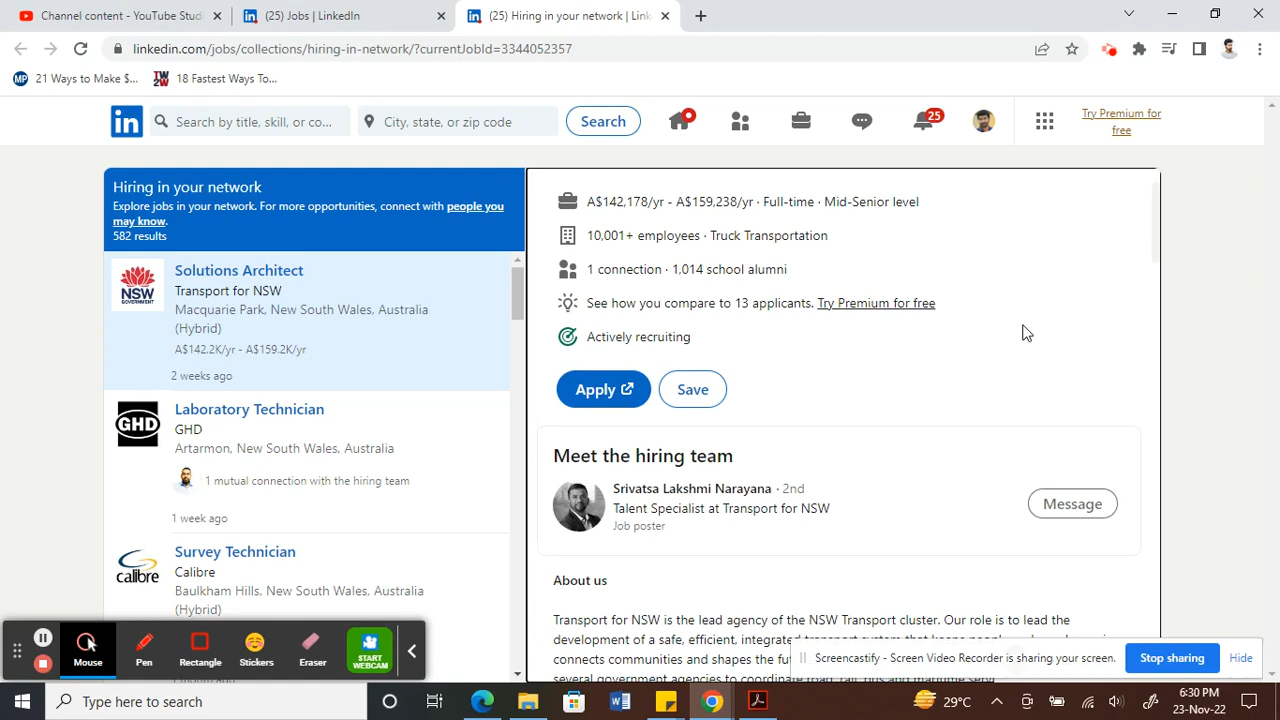 Channel content - YouTube Studi
(25) Jobs | LinkedIn
(25) Hiring in your network | Link
linkedin.com/jobs/collections/hiring-in-network/?currentJobId=3344052357
MP 21 Ways to Make $...
TW2W 18 Fastest Ways To...
in
Search by title, skill, or co...
City, state, or zip code
Search
25
Try Premium for free
Hiring in your network
Explore jobs in your network. For more opportunities, connect with people you
may know.
582 results
NSW GOVERNMENT
Solutions Architect
Transport for NSW
Macquarie Park, New South Wales, Australia
(Hybrid)
A$142.2K/yr - A$159.2K/yr
2 weeks ago
GHD
Laboratory Technician
GHD
Artarmon, New South Wales, Australia
1 mutual connection with the hiring team
1 week ago
calibre
Survey Technician
Calibre
Baulkham Hills, New South Wales, Australia
(Hybrid)
A$142,178/yr - A$159,238/yr · Full-time · Mid-Senior level
10,001+ employees · Truck Transportation
1 connection · 1,014 school alumni
See how you compare to 13 applicants. Try Premium for free
Actively recruiting
Apply
Save
Meet the hiring team
Srivatsa Lakshmi Narayana · 2nd
Talent Specialist at Transport for NSW
Job poster
Message
About us
Transport for NSW is the lead agency of the NSW Transport cluster. Our role is to lead the
development of a safe, efficient, integrated transport system that keeps
connects communities and shapes the
Mouse
Pen
Rectangle
Stickers
Eraser
START WEBCAM
Screencastify - Screen Video Recorder is sharing your screen.
Stop sharing
Hide
Type here to search
29°C
6:30 PM
23-Nov-22